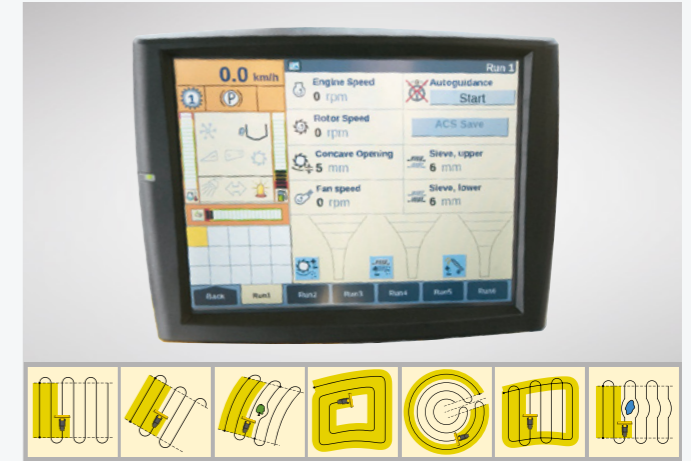 0.0 km/h
Run 1
1
P
Engine Speed
0 rpm
Autoguidance
Start
Rotor Speed
0 rpm
ACS Save
Concave Opening
5 mm
Sieve, upper
6 mm
Fan speed
0 rpm
Sieve, lower
6 mm
Back
Run1
Run2
Run3
Run4
Run5
Run6